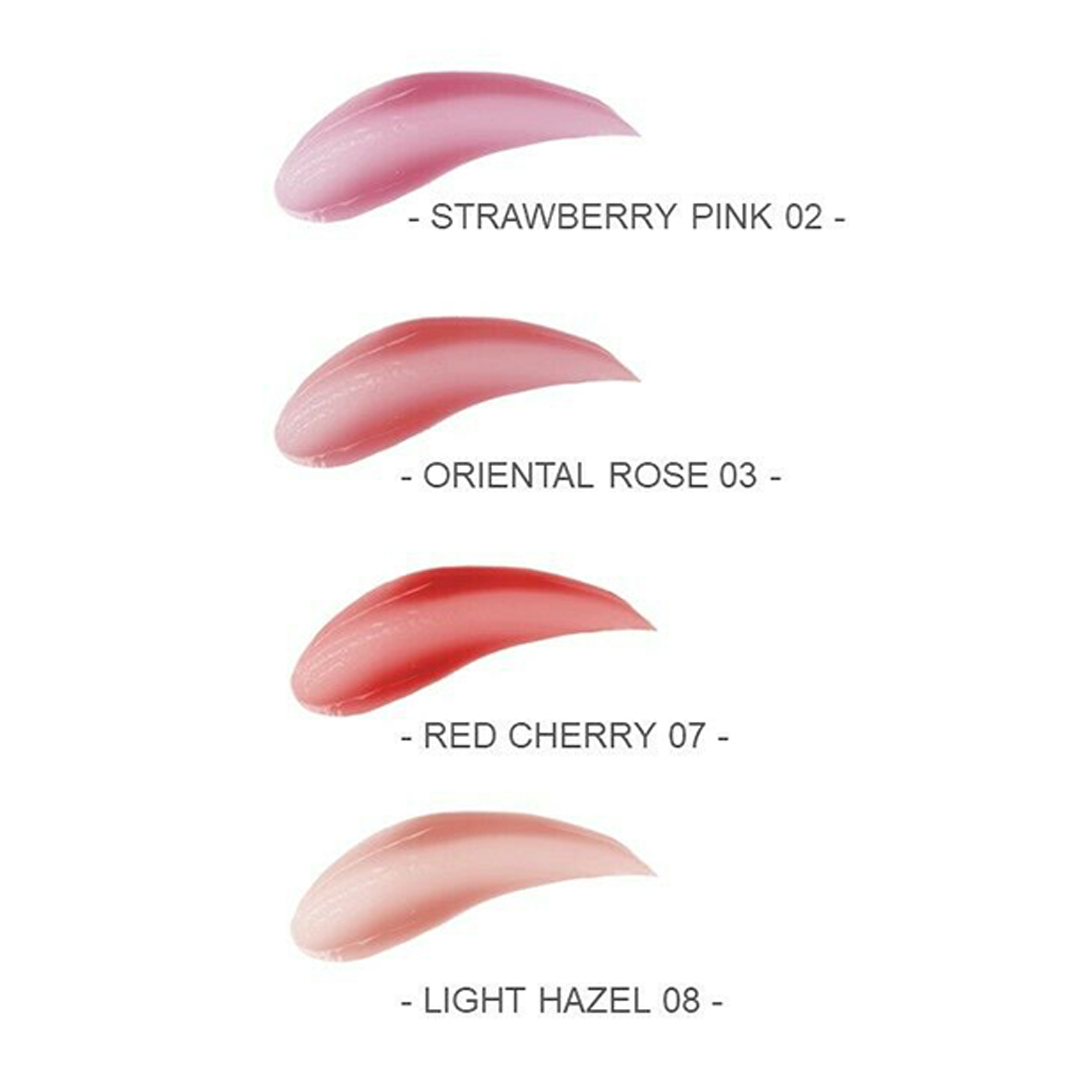 - STRAWBERRY PINK 02 -
- ORIENTAL ROSE 03 -
- RED CHERRY 07 -
- LIGHT HAZEL 08 -